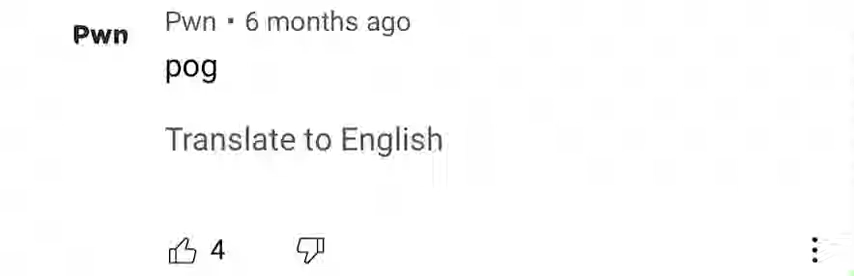 Pwn
Pwn • 6 months ago
pog
Translate to English
4